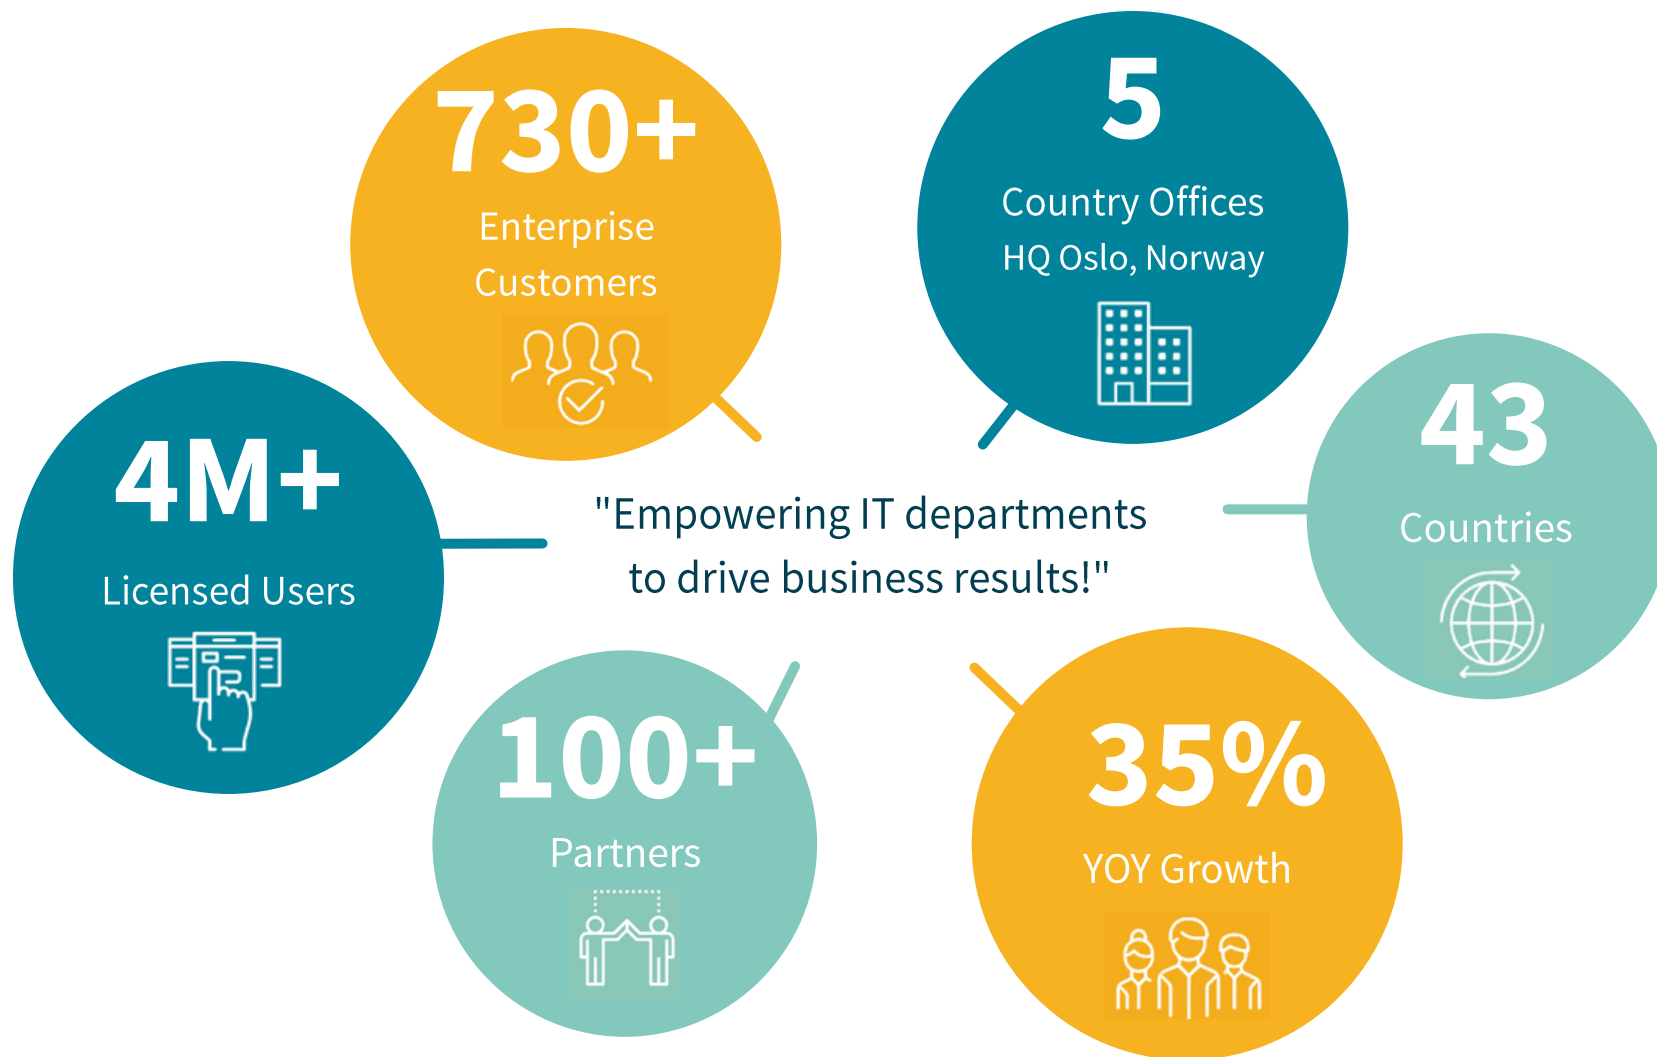 730+
Enterprise
Customers
5
Country Offices
HQ Oslo, Norway
43
Countries
4M+
Licensed Users
"Empowering IT departments
to drive business results!"
100+
Partners
35%
YOY Growth